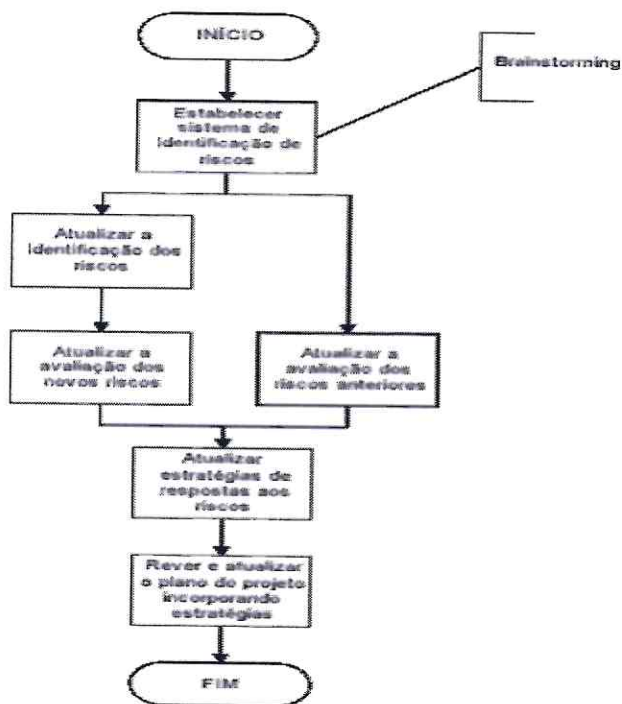 INÍCIO
Brainstorming
Estabelecer
sistema de
identificação de
riscos
Atualizar a
identificação dos
riscos
Atualizar a
avaliação dos
novos riscos
Atualizar a
avaliação dos
riscos anteriores
Atualizar
estratégias de
respostas aos
riscos
Rever e atualizar
o plano do projeto
incorporando
estratégias
FIM